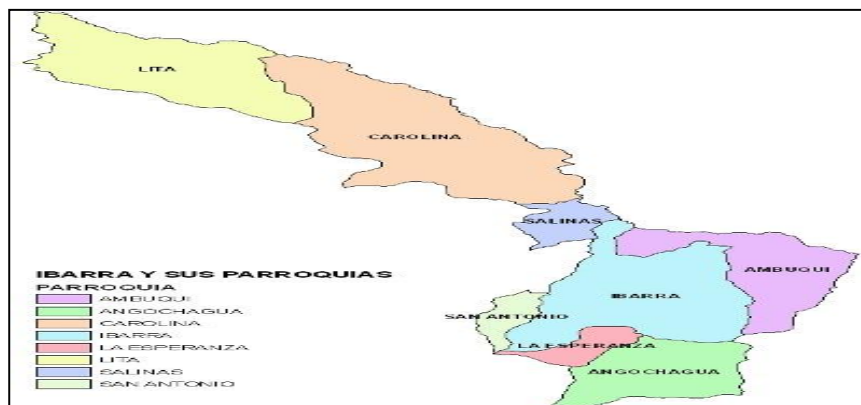 LITA
CAROLINA
SALINAS
AMBUQUI
IBARRA
SAN ANTONIO
LA ESPERANZA
ANGOCHAGUA
IBARRA Y SUS PARROQUIAS
PARROQUIA
AMBUQUI
ANGOCHAGUA
CAROLINA
IBARRA
LA ESPERANZA
LITA
SALINAS
SAN ANTONIO